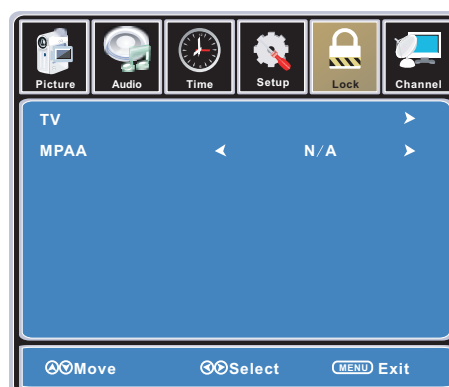 Picture Audio Time Setup Lock Channel
TV
MPAA N/A
Move Select MENU Exit